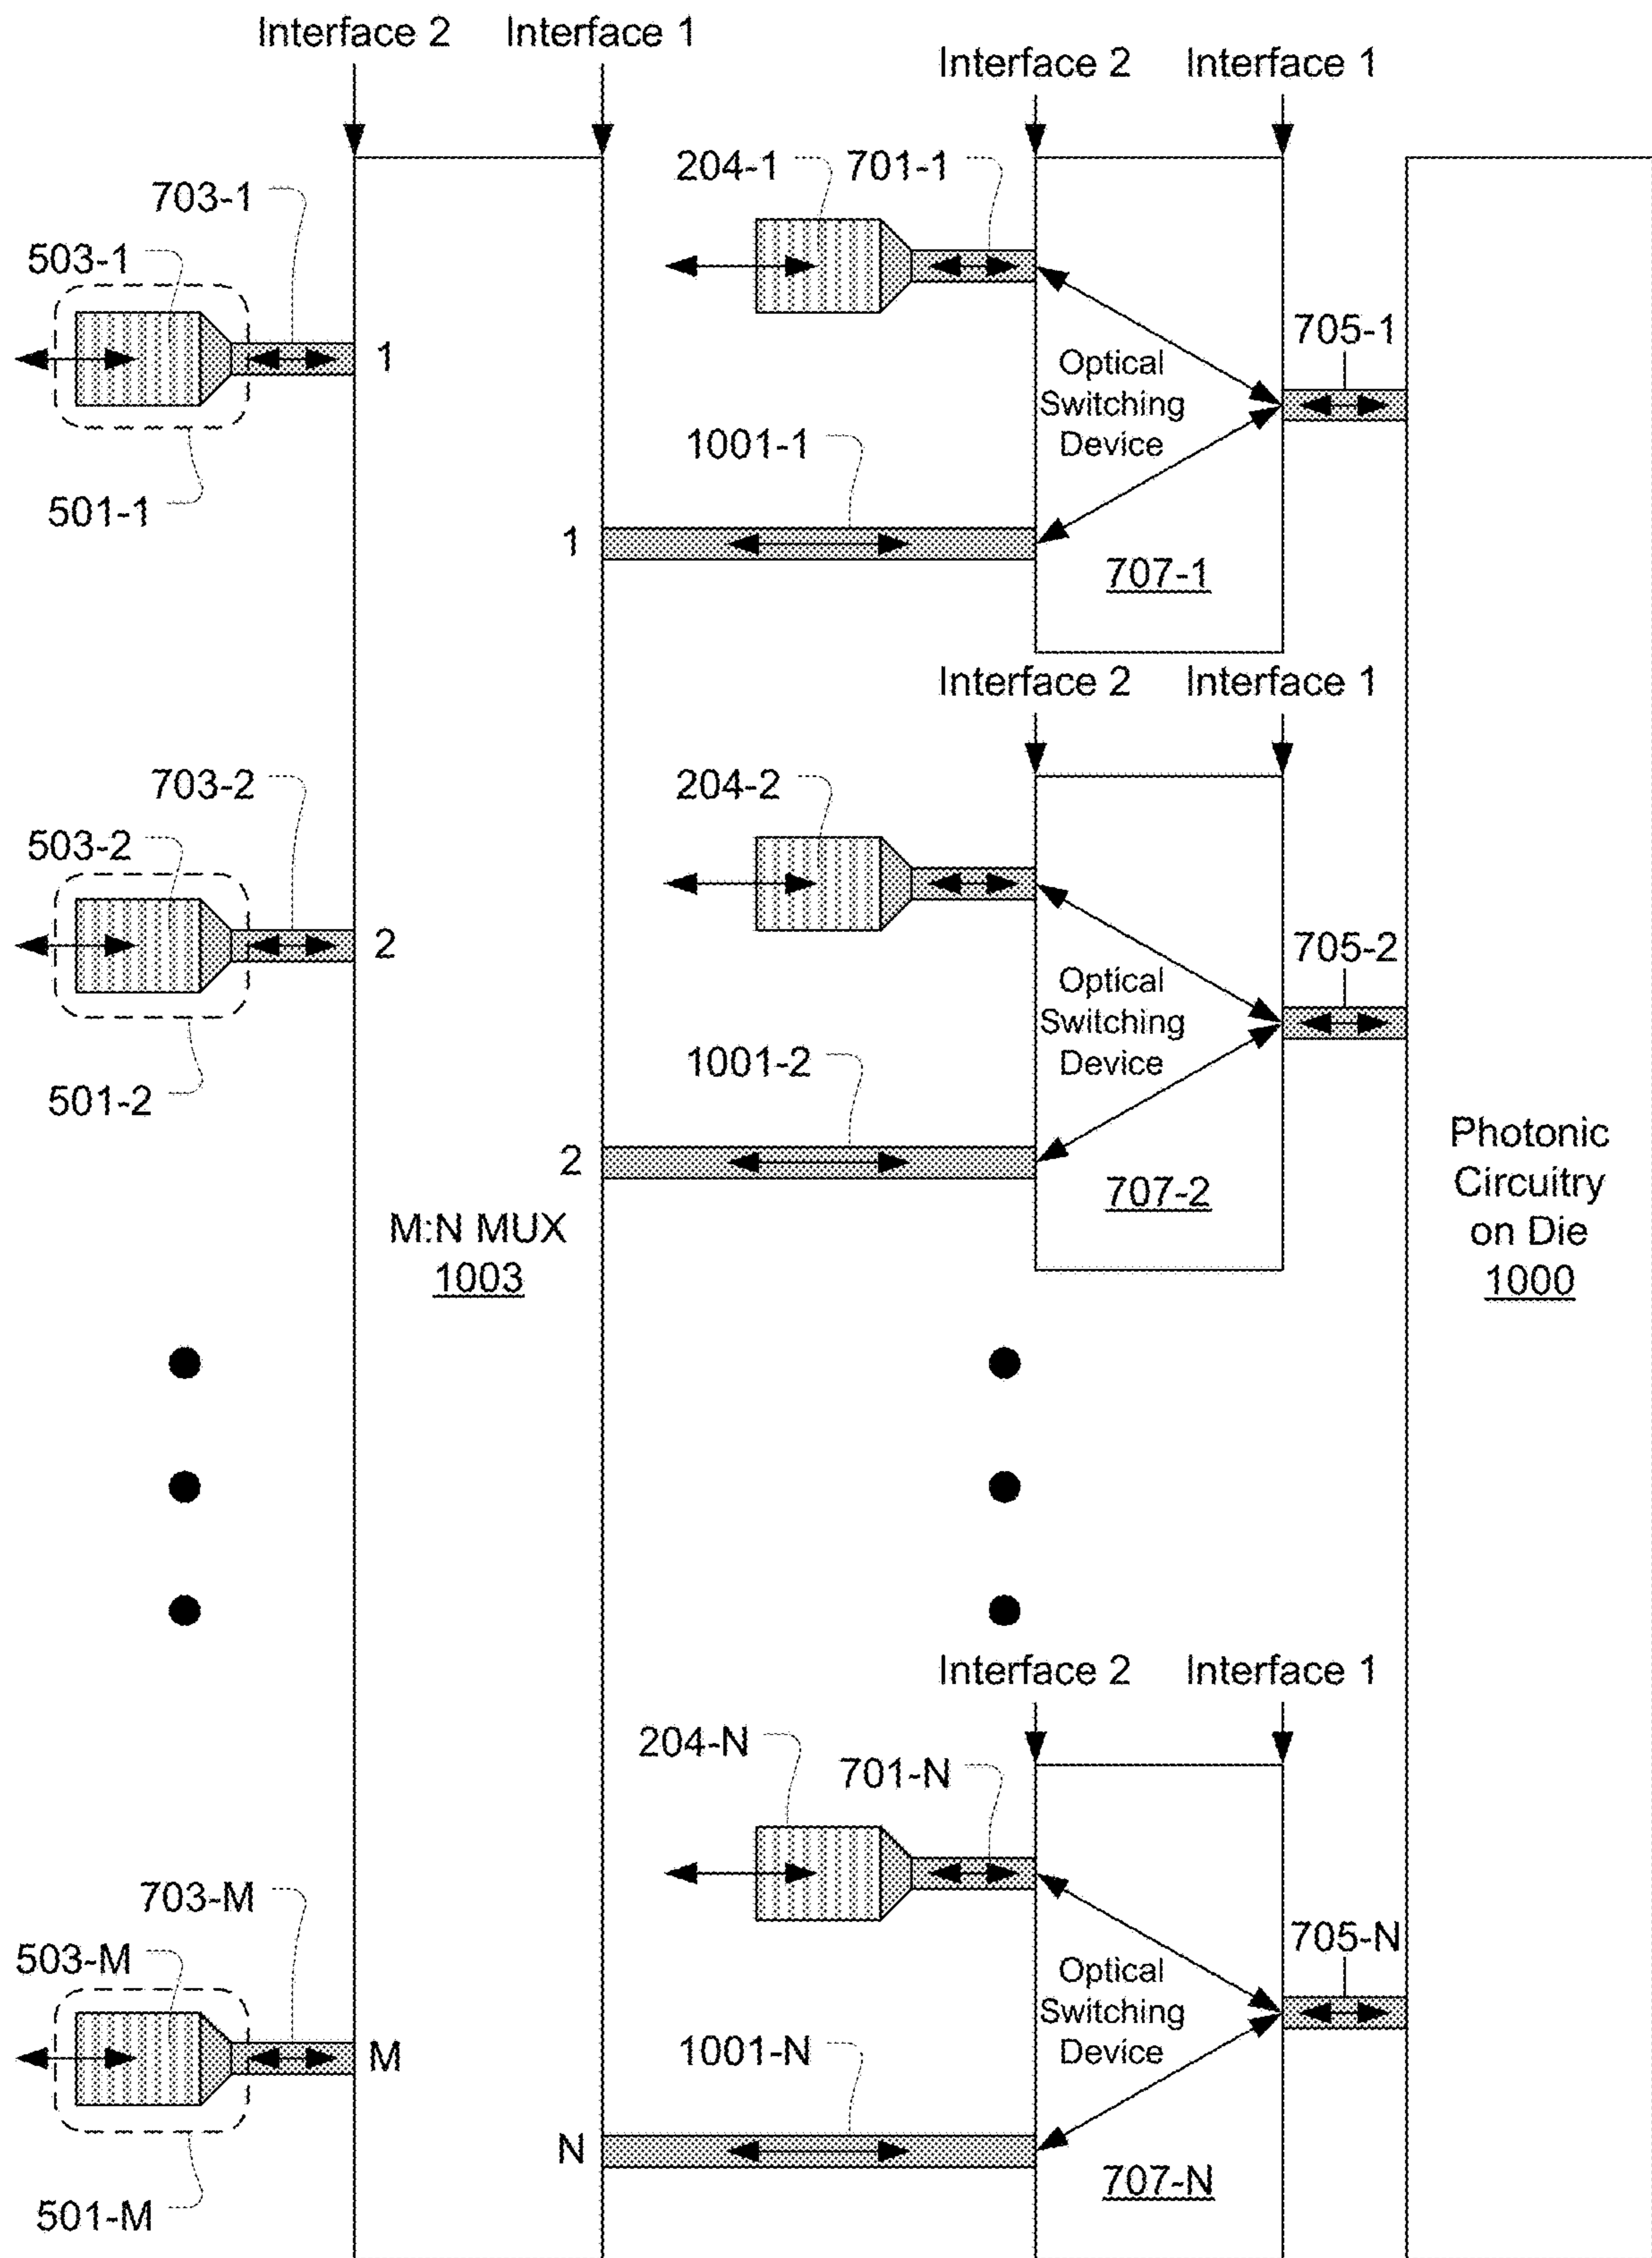 Interface 2
Interface 1
Interface 2
Interface 1
204-1
701-1
703-1
503-1
1
705-1
Optical
Switching
Device
1001-1
501-1
1
707-1
Interface 2
Interface 1
703-2
204-2
503-2
2
705-2
Optical
Switching
Device
1001-2
501-2
2
707-2
Photonic
Circuitry
on Die
1000
M:N MUX
1003
Interface 2
Interface 1
204-N
701-N
703-M
503-M
M
705-N
Optical
Switching
Device
1001-N
N
707-N
501-M